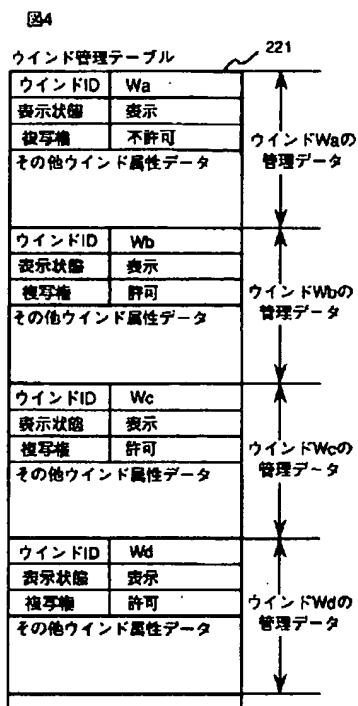 図4
ウインド管理テーブル
221
ウインドID Wa
表示状態 表示
複写権 不許可
その他ウインド属性データ
ウインドWaの
管理データ
ウインドID Wb
表示状態 表示
複写権 許可
その他ウインド属性データ
ウインドWbの
管理データ
ウインドID Wc
表示状態 表示
複写権 許可
その他ウインド属性データ
ウインドWcの
管理データ
ウインドID Wd
表示状態 表示
複写権 許可
その他ウインド属性データ
ウインドWdの
管理データ